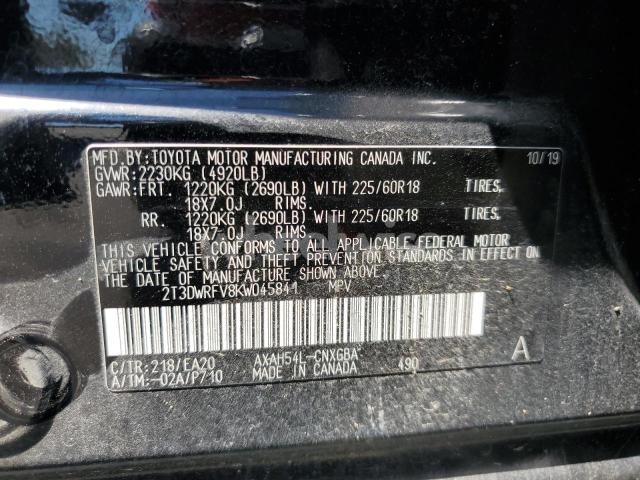 MFD.BY:TOYOTA MOTOR MANUFACTURING CANADA INC. 10/19
GVWR:2230KG (4920LB)
GAWR:FRT. 1220KG (2690LB) WITH 225/60R18 TIRES,
18X7.0J RIMS.
RR. 1220KG (2690LB) WITH 225/60R18 TIRES,
18X7.0J RIMS.
THIS VEHICLE CONFORMS TO ALL APPLICABLE FEDERAL MOTOR
VEHICLE SAFETY AND THEFT PREVENTION STANDARDS IN EFFECT ON
THE DATE OF MANUFACTURE SHOWN ABOVE.
2T3DWRFV8KW045841 MPV
C/TR:218/EA20 AXAH54L-CNXGBA A
A/TM:-02A/P710 MADE IN CANADA 490